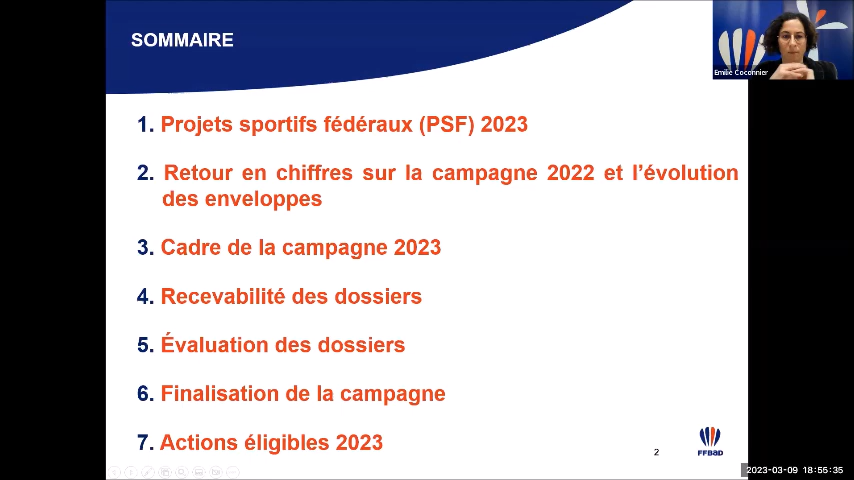 SOMMAIRE
Emilie Coconnier
1. Projets sportifs fédéraux (PSF) 2023
2. Retour en chiffres sur la campagne 2022 et l'évolution
des enveloppes
3. Cadre de la campagne 2023
4. Recevabilité des dossiers
5. Évaluation des dossiers
6. Finalisation de la campagne
7. Actions éligibles 2023
2
FFBaD
2023-03-09 18:55:35